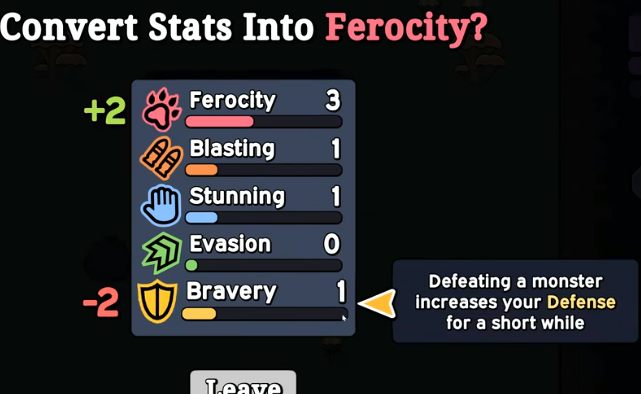 Convert Stats Into Ferocity?
+2 Ferocity 3
Blasting 1
Stunning 1
Evasion 0
-2 Bravery 1
Defeating a monster
increases your Defense
for a short while
Leave